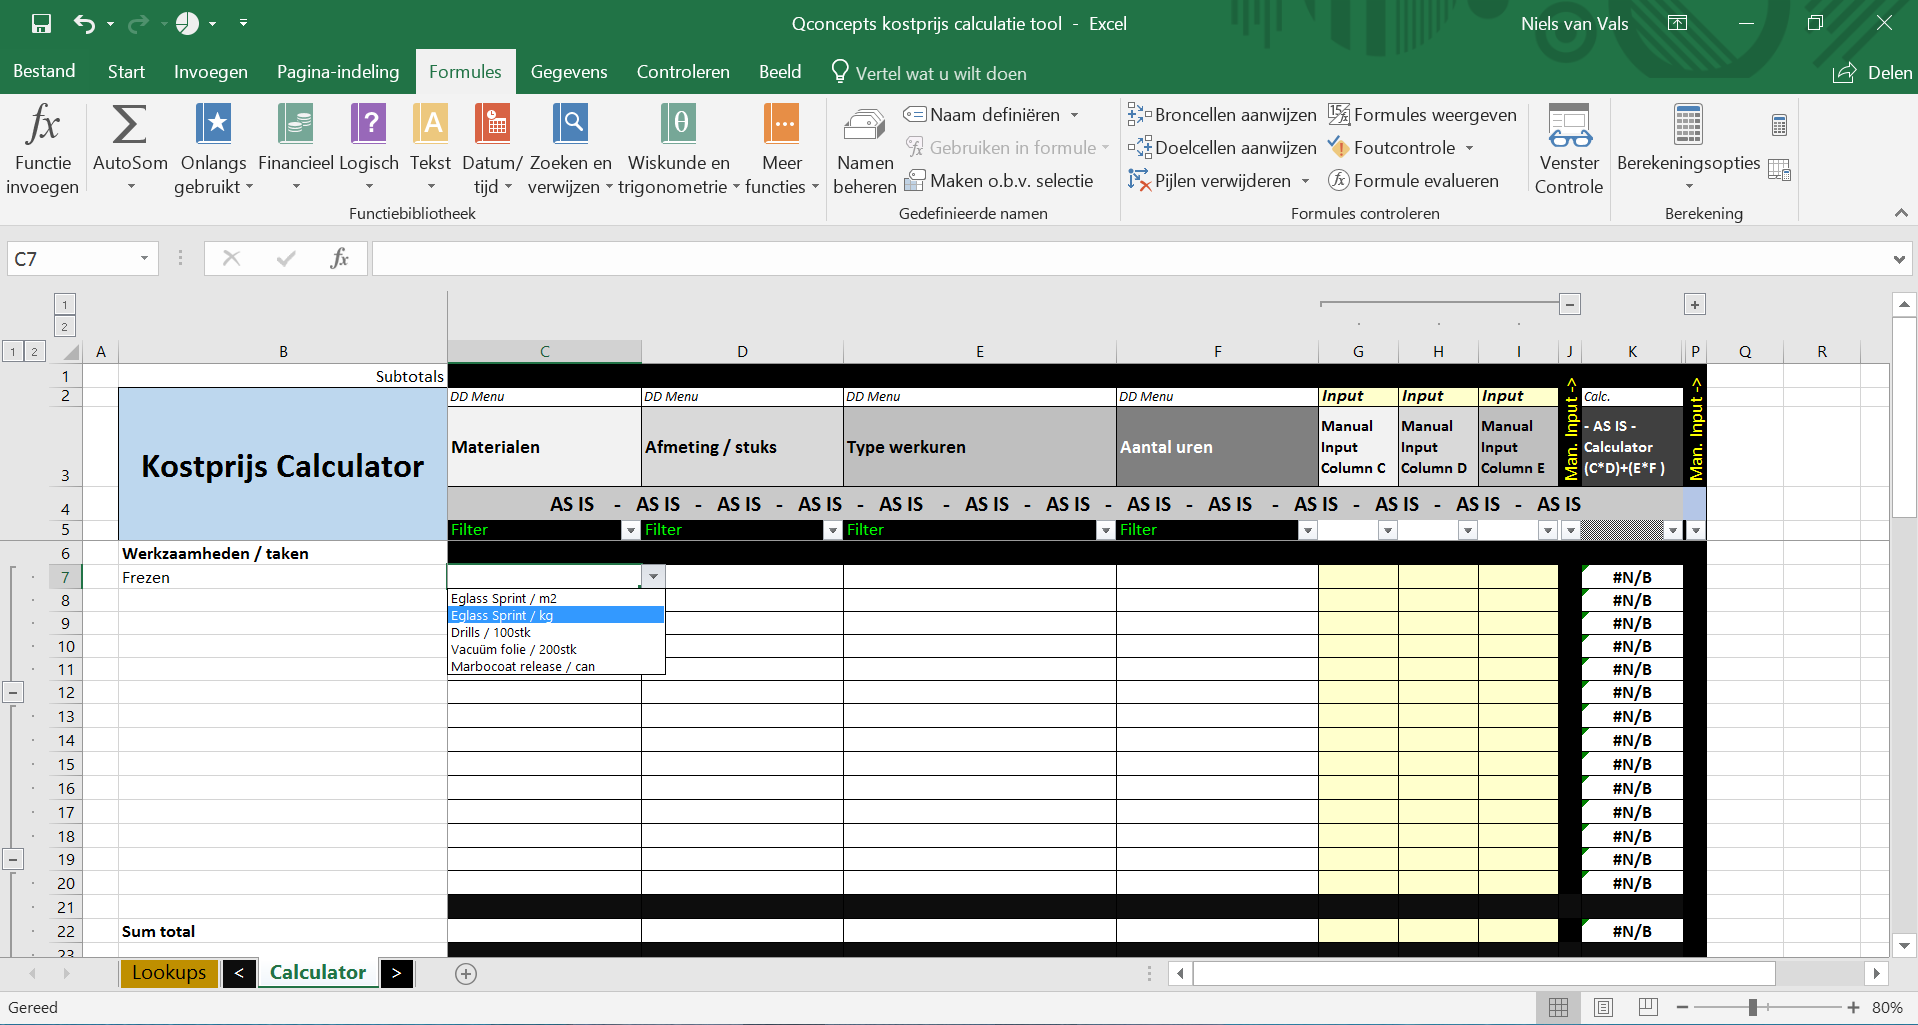 Qconcepts kostprijs calculatie tool - Excel
Niels van Vals
Bestand Start Invoegen Pagina-indeling Formules Gegevens Controleren Beeld Vertel wat u wilt doen Delen
Functie invoegen
AutoSom
Onlangs gebruikt
Financieel
Logisch
Tekst
Datum/ tijd
Zoeken en verwijzen
Wiskunde en trigonometrie
Meer functies
Functiebibliotheek
Namen beheren
Naam definiëren
Gebruiken in formule
Maken o.b.v. selectie
Gedefinieerde namen
Broncellen aanwijzen
Doelcellen aanwijzen
Pijlen verwijderen
Formules weergeven
Foutcontrole
Formule evalueren
Formules controleren
Venster Controle
Berekeningsopties
Berekening
C7
fx
1
2
1 2
A B C D E F G H I J K P Q R
1 Subtotals
2 DD Menu DD Menu DD Menu DD Menu Input Input Input Calc.
3 Kostprijs Calculator
Materialen
Afmeting / stuks
Type werkuren
Aantal uren
Manual Input Column C
Manual Input Column D
Manual Input Column E
Man. Input ->
- AS IS - Calculator (C*D)+(E*F )
Man. Input ->
4 AS IS - AS IS - AS IS - AS IS - AS IS - AS IS - AS IS - AS IS - AS IS - AS IS - AS IS - AS IS - AS IS
5 Filter Filter Filter Filter
6 Werkzaamheden / taken
7 Frezen #N/B
Eglass Sprint / m2
Eglass Sprint / kg
Drills / 100stk
Vacuüm folie / 200stk
Marbocoat release / can
8 #N/B
9 #N/B
10 #N/B
11 #N/B
12 #N/B
13 #N/B
14 #N/B
15 #N/B
16 #N/B
17 #N/B
18 #N/B
19 #N/B
20 #N/B
21
22 Sum total #N/B
23
Lookups < Calculator >
Gereed
80%